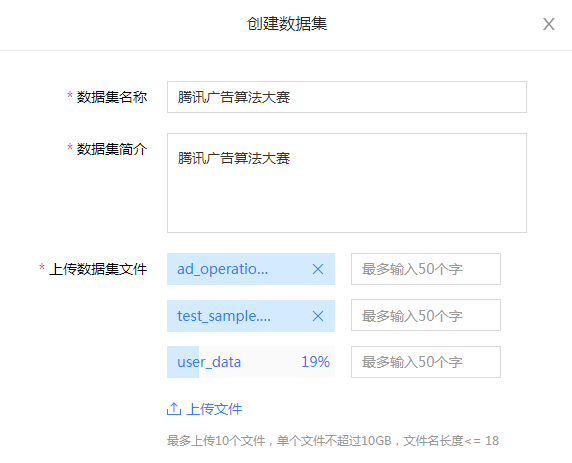 创建数据集
* 数据集名称 腾讯广告算法大赛
* 数据集简介 腾讯广告算法大赛
* 上传数据集文件 ad_operatio... 最多输入50个字
test_sample.... 最多输入50个字
user_data 19% 最多输入50个字
上传文件
最多上传10个文件，单个文件不超过10GB，文件名长度<= 18